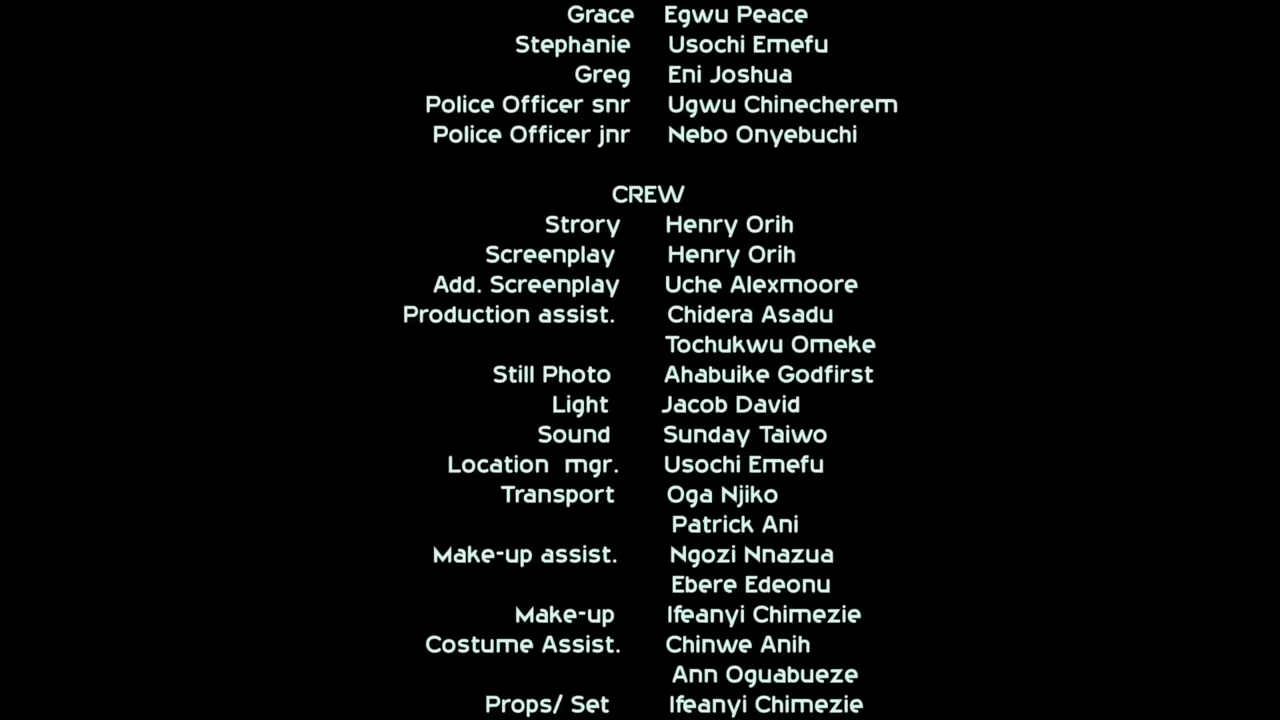 Grace Egwu Peace
Stephanie Usochi Emefu
Greg Eni Joshua
Police Officer snr Ugwu Chinecherem
Police Officer jnr Nebo Onyebuchi
CREW
Strory Henry Orih
Screenplay Henry Orih
Add. Screenplay Uche Alexmoore
Production assist. Chidera Asadu
Tochukwu Omeke
Still Photo Ahabuike Godfirst
Light Jacob David
Sound Sunday Taiwo
Location mgr. Usochi Emefu
Transport Oga Njiko
Patrick Ani
Make-up assist. Ngozi Nnazua
Ebere Edeonu
Make-up Ifeanyi Chimezie
Costume Assist. Chinwe Anih
Ann Oguabueze
Props/ Set Ifeanyi Chimezie